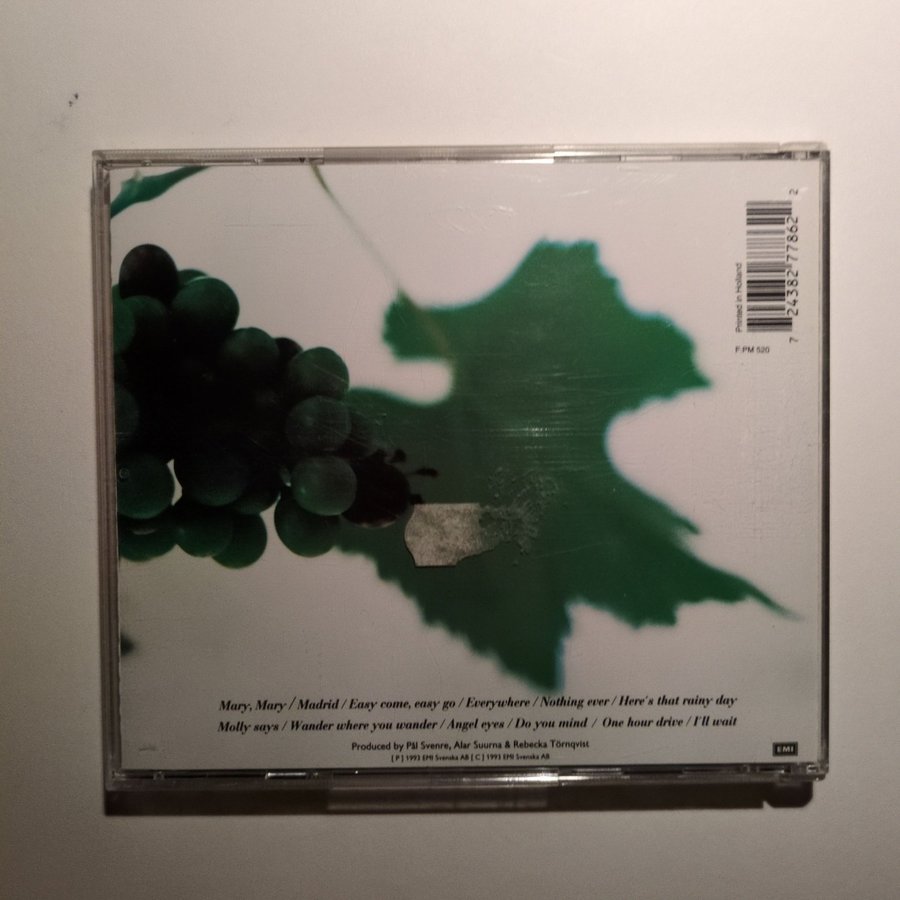 7 24382 77862 2
Printed in Holland
F:PM 520
Mary, Mary / Madrid / Easy come, easy go / Everywhere / Nothing ever / Here's that rainy day
Molly says / Wander where you wander / Angel eyes / Do you mind / One hour drive / I'll wait
Produced by Pål Svenre, Alar Suurna & Rebecka Törnqvist
[ P ] 1993 EMI Svenska AB [ C ] 1993 EMI Svenska AB
EMI